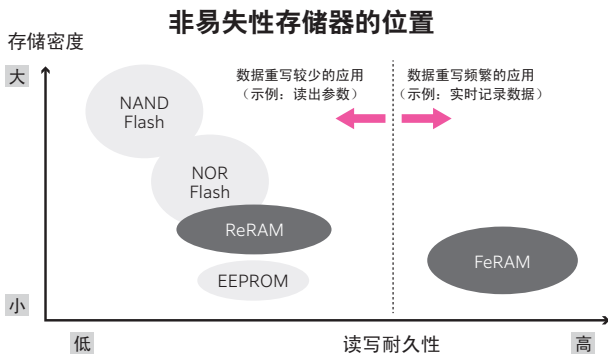 非易失性存储器的位置
存储密度
大
数据重写较少的应用
（示例：读出参数）
数据重写频繁的应用
（示例：实时记录数据）
NAND
Flash
NOR
Flash
ReRAM
EEPROM
FeRAM
小
低
读写耐久性
高